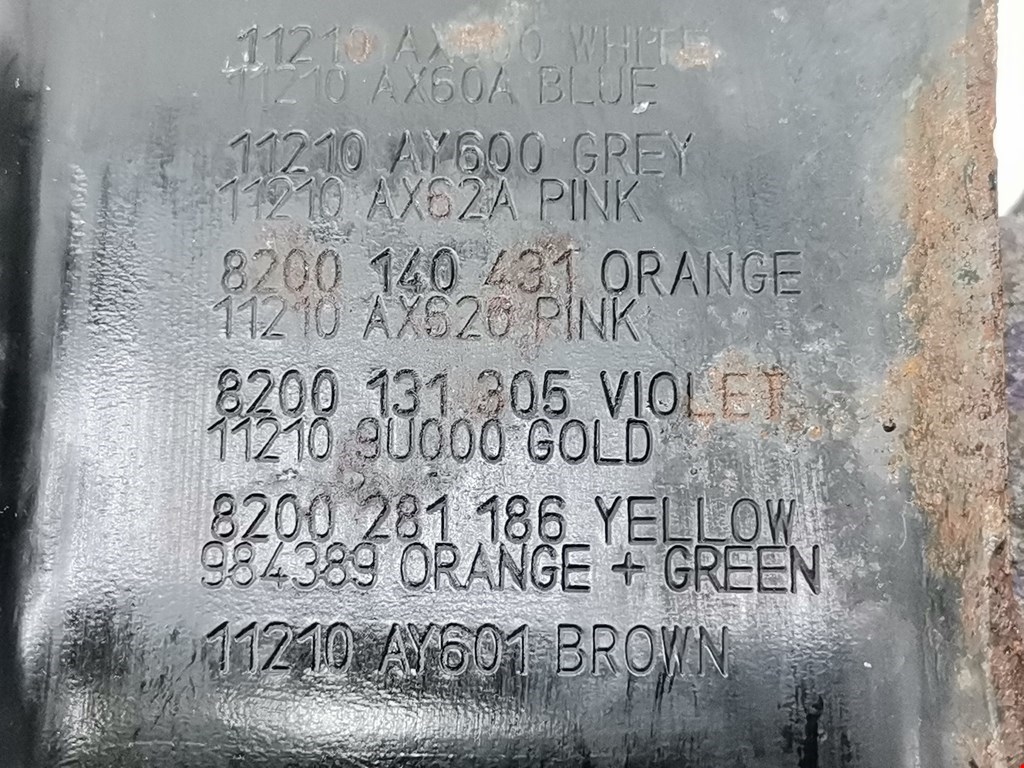 11210 AX600 WHITE
11210 AX60A BLUE
11210 AY600 GREY
11210 AX62A PINK
8200 140 431 ORANGE
11210 AX620 PINK
8200 131 305 VIOLET
11210 9U000 GOLD
8200 281 186 YELLOW
984389 ORANGE + GREEN
11210 AY601 BROWN